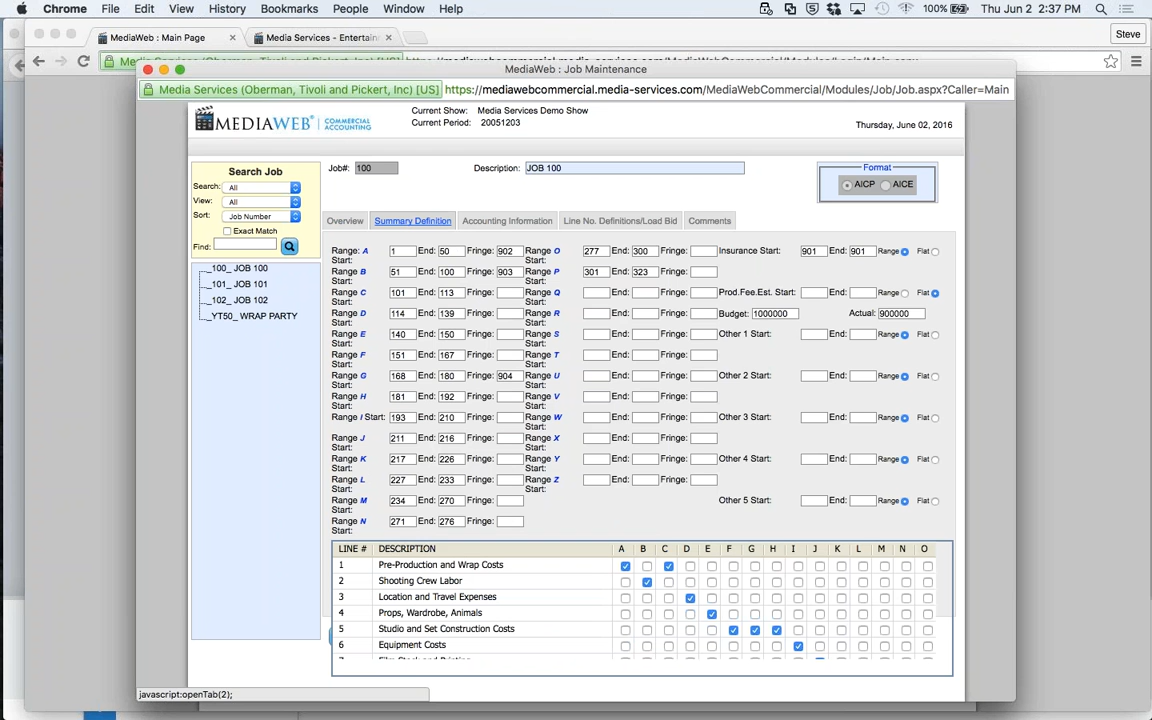 Chrome File Edit View History Bookmarks People Window Help 100% Thu Jun 2 2:37 PM
MediaWeb : Main Page Media Services - Entertain Steve
MediaWeb : Job Maintenance
Media Services (Oberman, Tivoli and Pickert, Inc) [US] https://mediawebcommercial.media-services.com/MediaWebCommercial/Modules/Job/Job.aspx?Caller=Main
MEDIAWEB® | COMMERCIAL ACCOUNTING
Current Show: Media Services Demo Show
Current Period: 20051203
Thursday, June 02, 2016
Search Job
Search: All
View: All
Sort: Job Number
Exact Match
Find:
_100_ JOB 100
_101_ JOB 101
_102_ JOB 102
_YT50_ WRAP PARTY
Job#: 100 Description: JOB 100
Format
AICP AICE
Overview Summary Definition Accounting Information Line No. Definitions/Load Bid Comments
Range: A Start: 1 End: 50 Fringe: 902 Range O Start: 277 End: 300 Fringe: Insurance Start: 901 End: 901 Range Flat
Range B Start: 51 End: 100 Fringe: 903 Range P Start: 301 End: 323 Fringe:
Range C Start: 101 End: 113 Fringe: Range Q Start: End: Fringe: Prod.Fee.Est. Start: End: Range Flat
Range D Start: 114 End: 139 Fringe: Range R Start: End: Fringe: Budget: 1000000 Actual: 900000
Range E Start: 140 End: 150 Fringe: Range S Start: End: Fringe: Other 1 Start: End: Range Flat
Range F Start: 151 End: 167 Fringe: Range T Start: End: Fringe:
Range G Start: 168 End: 180 Fringe: 904 Range U Start: End: Fringe: Other 2 Start: End: Range Flat
Range H Start: 181 End: 192 Fringe: Range V Start: End: Fringe:
Range I Start: 193 End: 210 Fringe: Range W Start: End: Fringe: Other 3 Start: End: Range Flat
Range J Start: 211 End: 216 Fringe: Range X Start: End: Fringe:
Range K Start: 217 End: 226 Fringe: Range Y Start: End: Fringe: Other 4 Start: End: Range Flat
Range L Start: 227 End: 233 Fringe: Range Z Start: End: Fringe:
Range M Start: 234 End: 270 Fringe: Other 5 Start: End: Range Flat
Range N Start: 271 End: 276 Fringe:
LINE # DESCRIPTION A B C D E F G H I J K L M N O
1 Pre-Production and Wrap Costs
2 Shooting Crew Labor
3 Location and Travel Expenses
4 Props, Wardrobe, Animals
5 Studio and Set Construction Costs
6 Equipment Costs
javascript:openTab(2);